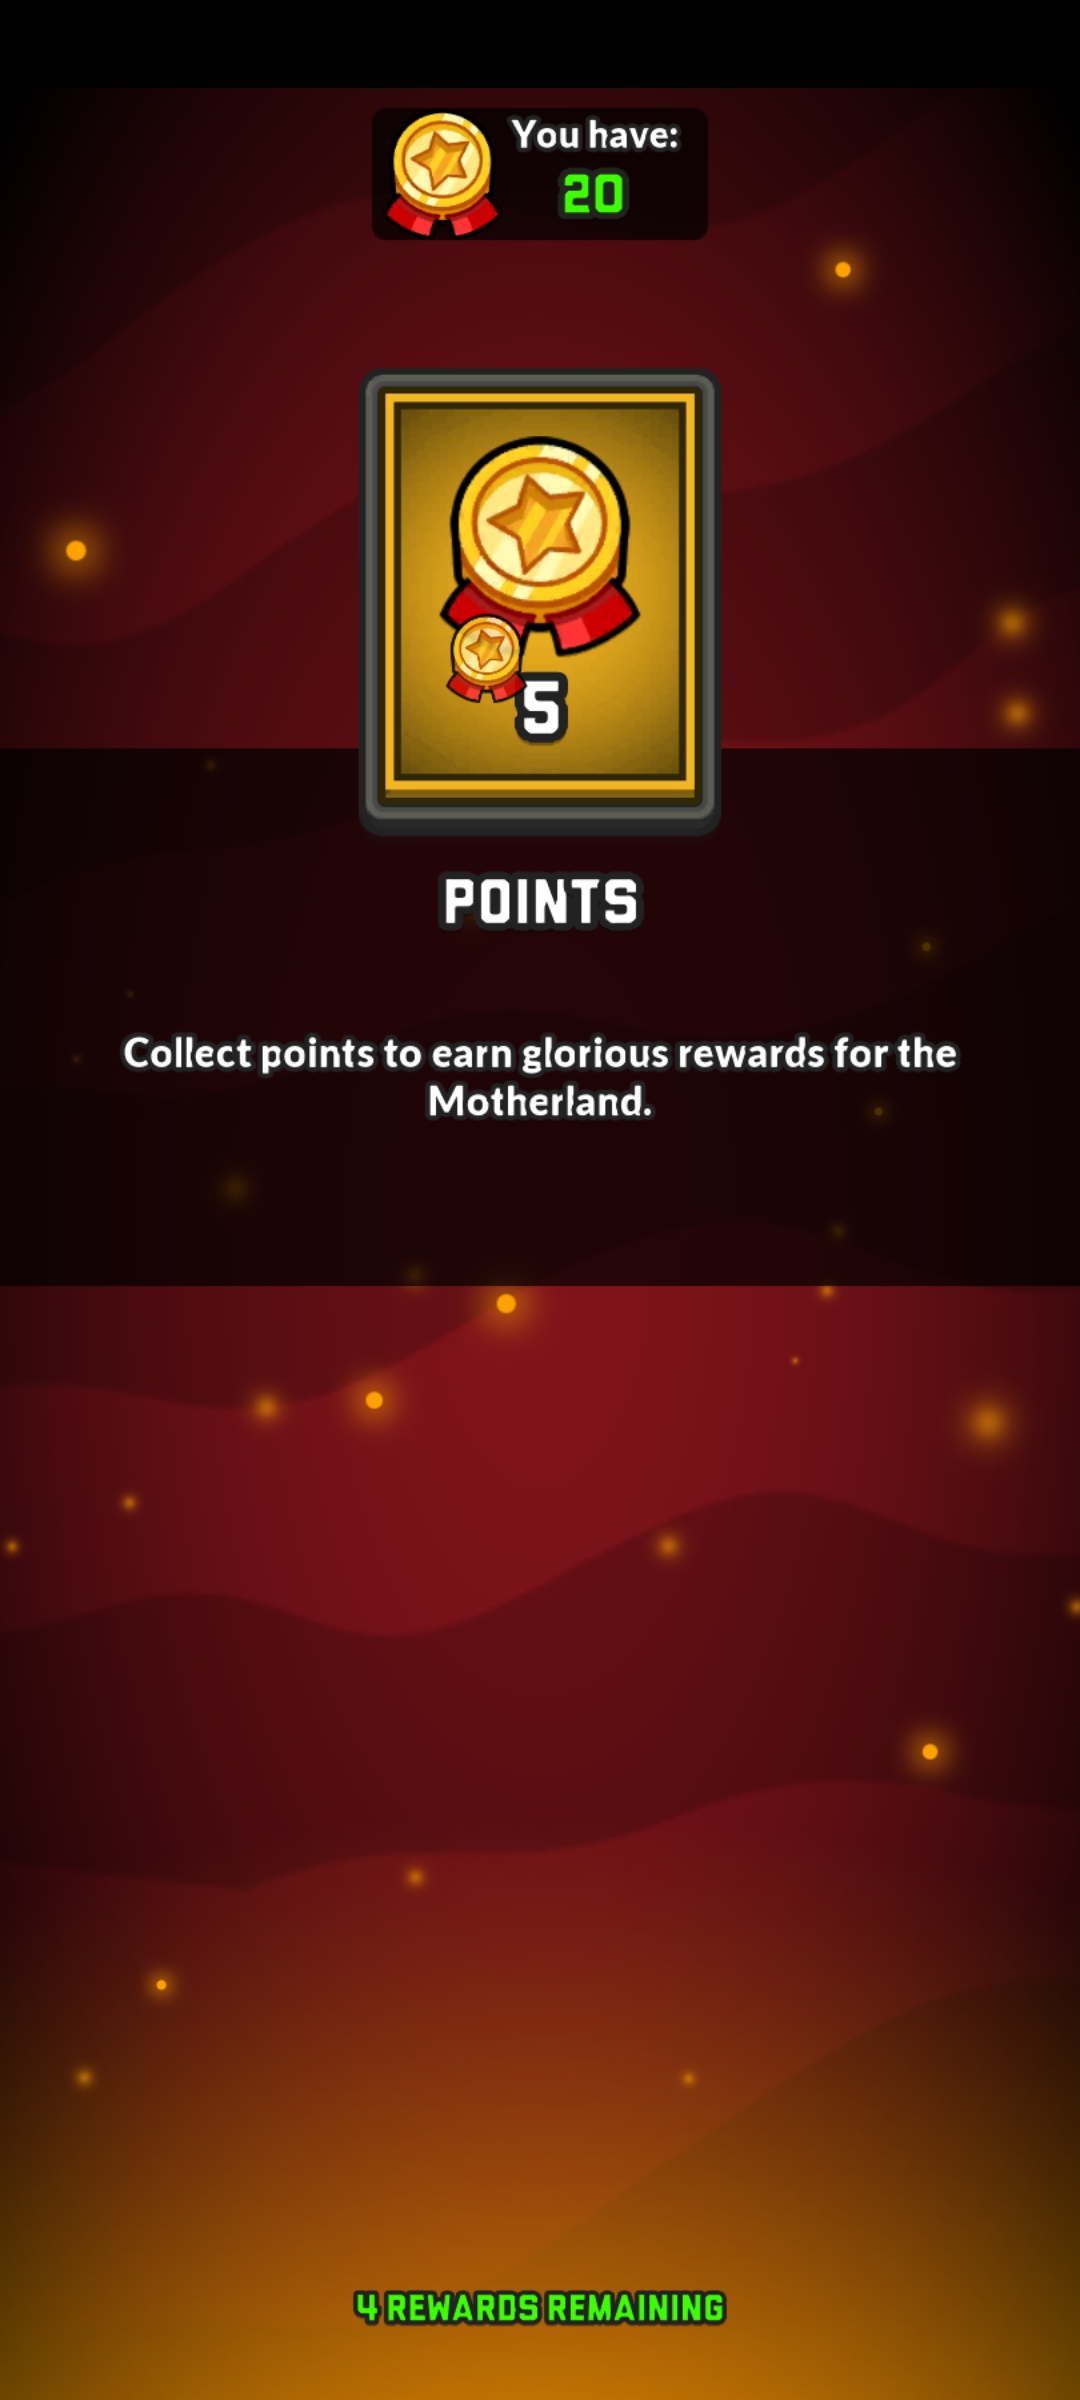 You have:
20
5
POINTS
Collect points to earn glorious rewards for the
Motherland.
4 REWARDS REMAINING